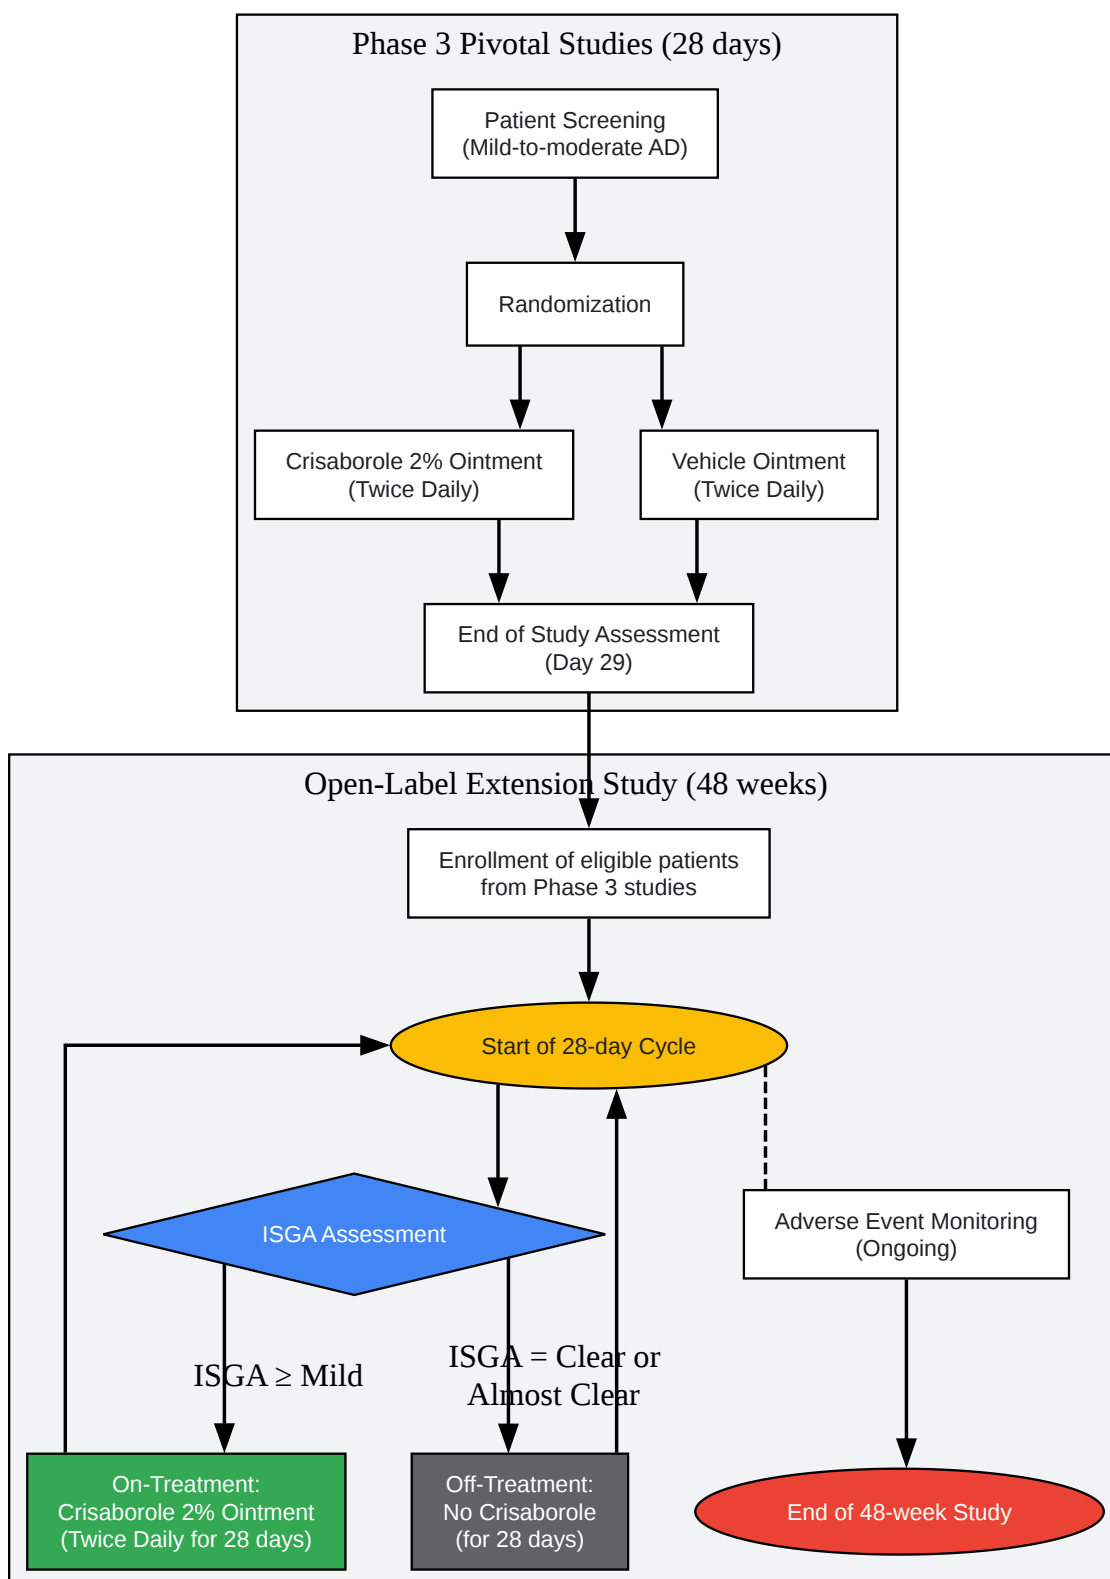 Phase 3 Pivotal Studies (28 days)
Patient Screening
(Mild-to-moderate AD)
Randomization
Crisaborole 2% Ointment
(Twice Daily)
Vehicle Ointment
(Twice Daily)
End of Study Assessment
(Day 29)
Open-Label Extension Study (48 weeks)
Enrollment of eligible patients
from Phase 3 studies
Start of 28-day Cycle
ISGA Assessment
Adverse Event Monitoring
(Ongoing)
ISGA ≥ Mild
ISGA = Clear or
Almost Clear
On-Treatment:
Crisaborole 2% Ointment
(Twice Daily for 28 days)
Off-Treatment:
No Crisaborole
(for 28 days)
End of 48-week Study